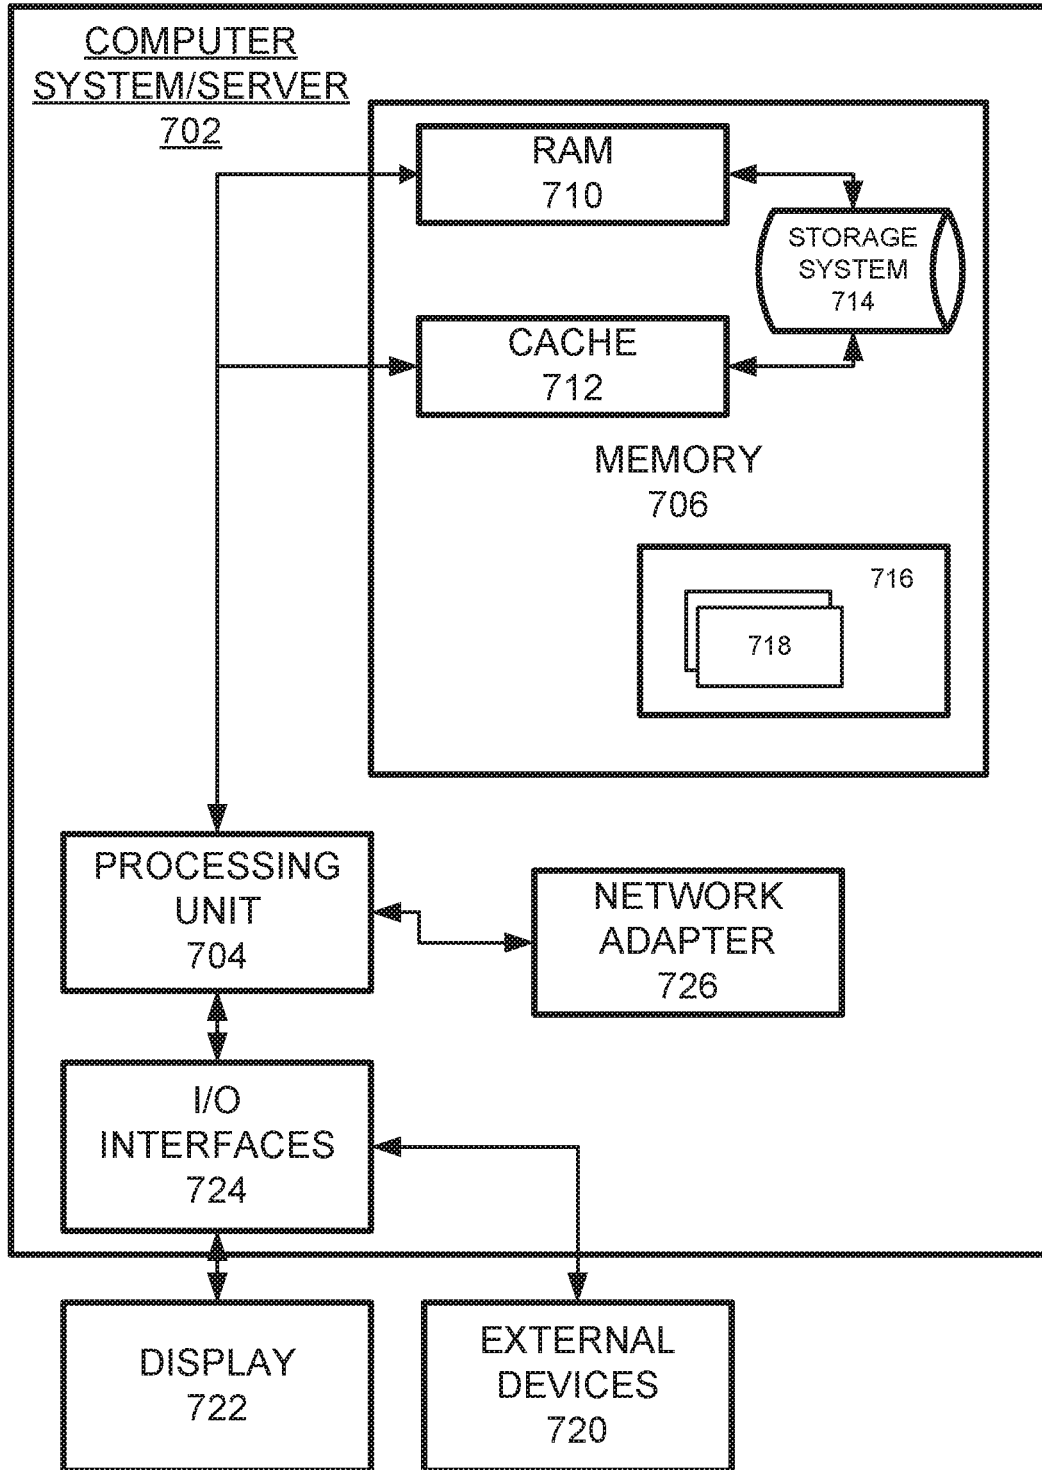 COMPUTER
SYSTEM/SERVER
702
RAM
710
STORAGE
SYSTEM
714
CACHE
712
MEMORY
706
716
718
PROCESSING
UNIT
704
NETWORK
ADAPTER
726
I/O
INTERFACES
724
DISPLAY
722
EXTERNAL
DEVICES
720